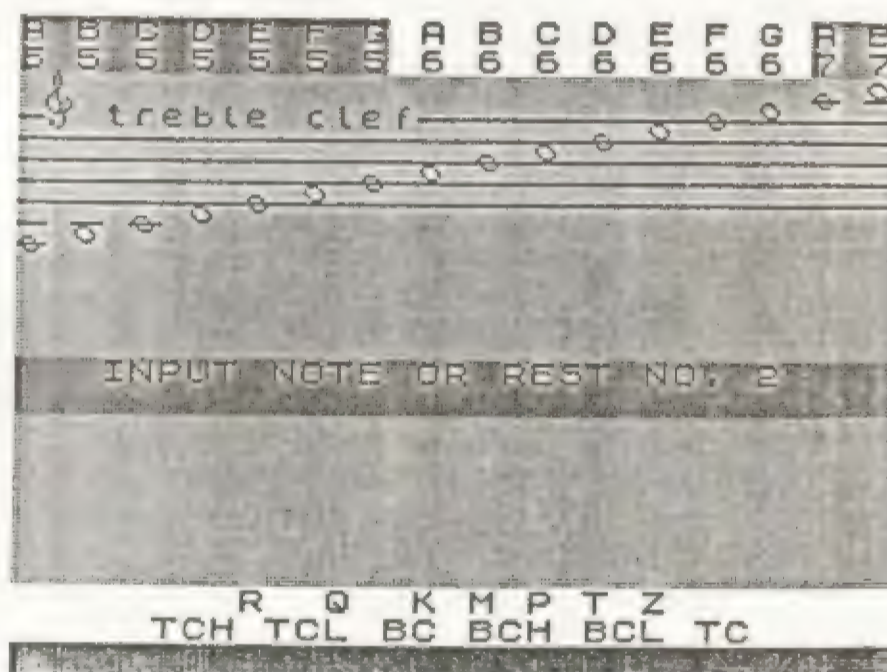 A B C D E F G A B C D E F G A B
5 5 5 5 5 5 5 6 6 6 6 6 6 6 7 7
treble clef
INPUT NOTE OR REST NO. 2
R Q K M P T Z
TCH TCL BC BCH BCL TC